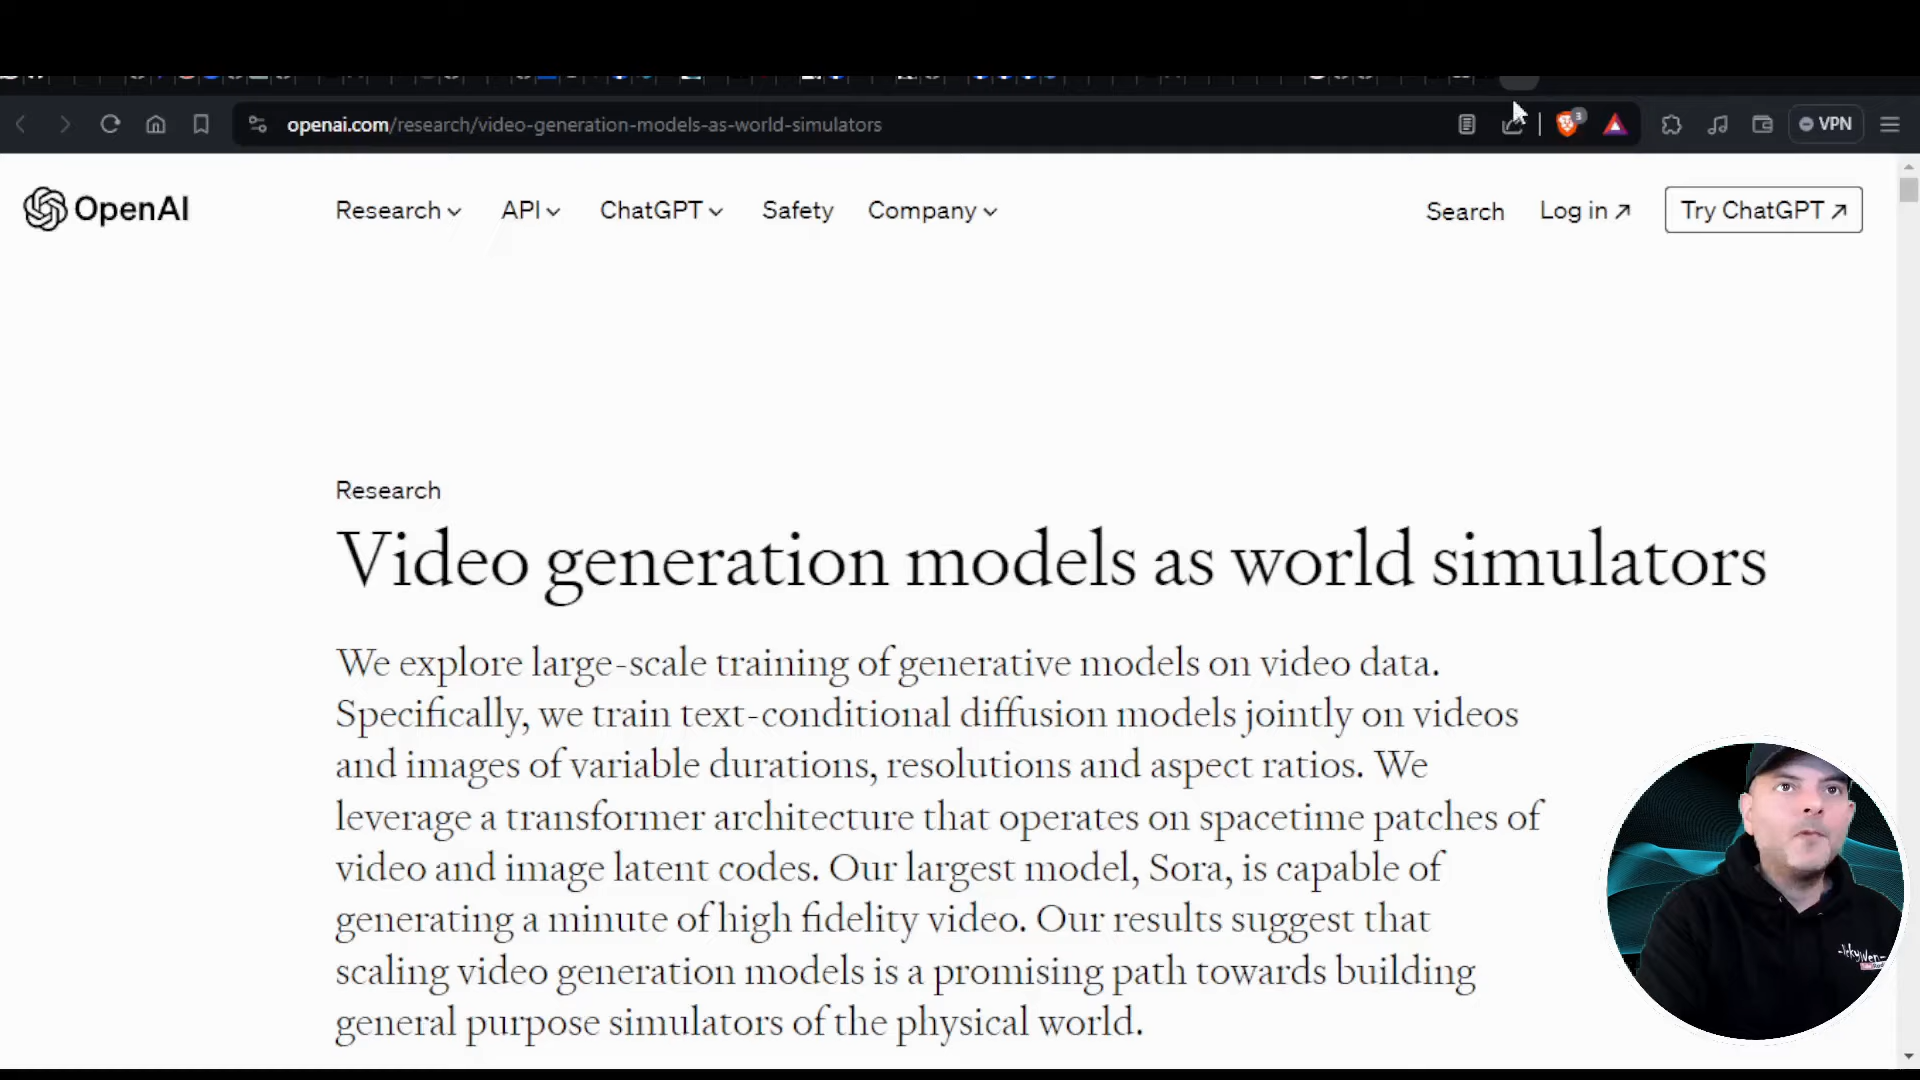 openai.com/research/video-generation-models-as-world-simulators
3
VPN
OpenAI
Research
API
ChatGPT
Safety
Company
Search
Log in ↗
Try ChatGPT ↗
Research
Video generation models as world simulators
We explore large-scale training of generative models on video data.
Specifically, we train text-conditional diffusion models jointly on videos
and images of variable durations, resolutions and aspect ratios. We
leverage a transformer architecture that operates on spacetime patches of
video and image latent codes. Our largest model, Sora, is capable of
generating a minute of high fidelity video. Our results suggest that
scaling video generation models is a promising path towards building
general purpose simulators of the physical world.